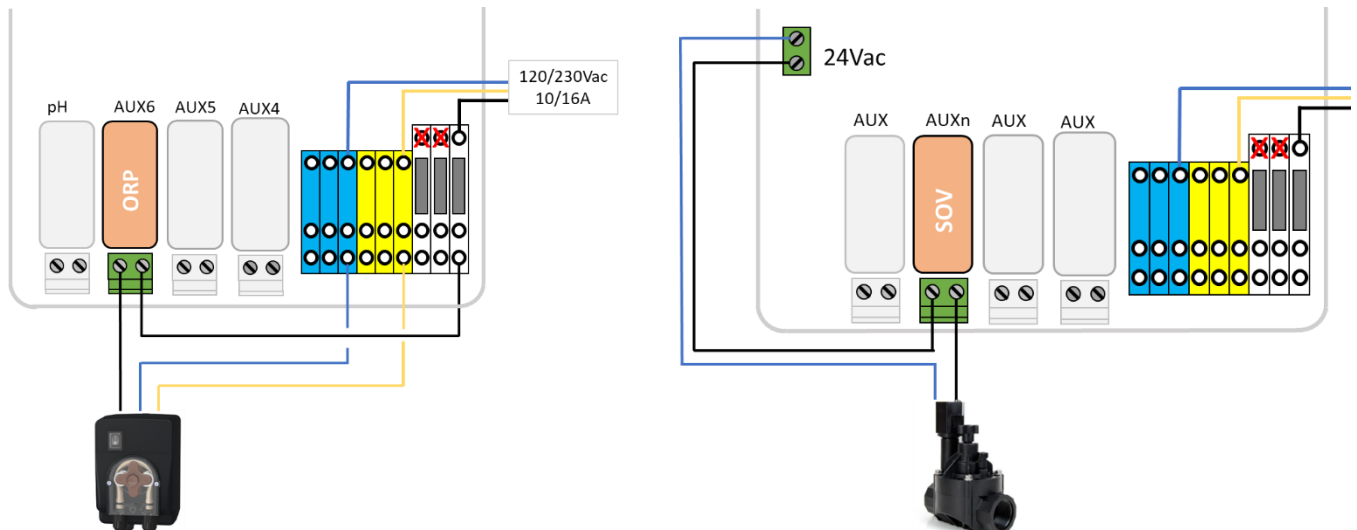 120/230Vac
10/16A
pH
AUX6
AUX5
AUX4
ORP
24Vac
AUX
AUXn
AUX
AUX
SOV